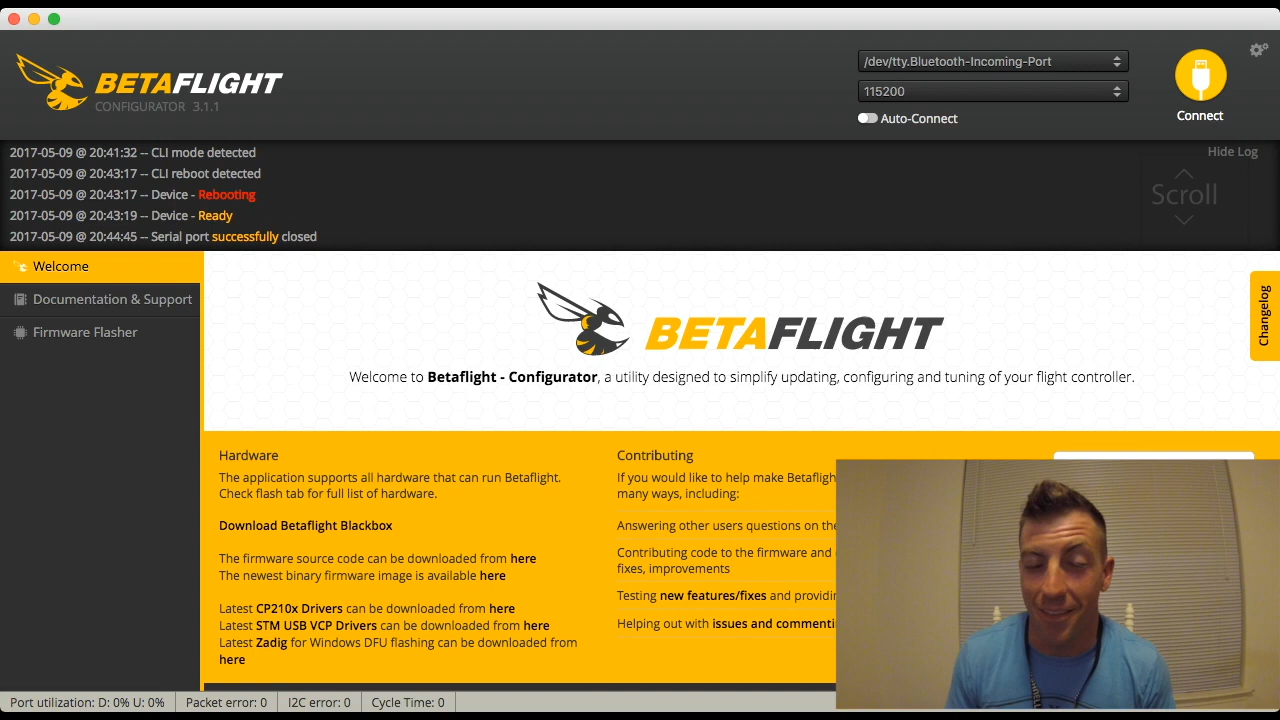 BETAFLIGHT
CONFIGURATOR 3.1.1
/dev/tty.Bluetooth-Incoming-Port
115200
Auto-Connect
Connect
2017-05-09 @ 20:41:32 -- CLI mode detected
2017-05-09 @ 20:43:17 -- CLI reboot detected
2017-05-09 @ 20:43:17 -- Device - Rebooting
2017-05-09 @ 20:43:19 -- Device - Ready
2017-05-09 @ 20:44:45 -- Serial port successfully closed
Hide Log
Scroll
Welcome
Documentation & Support
Firmware Flasher
BETAFLIGHT
Welcome to Betaflight - Configurator, a utility designed to simplify updating, configuring and tuning of your flight controller.
Changelog
Hardware
The application supports all hardware that can run Betaflight.
Check flash tab for full list of hardware.
Download Betaflight Blackbox
The firmware source code can be downloaded from here
The newest binary firmware image is available here
Latest CP210x Drivers can be downloaded from here
Latest STM USB VCP Drivers can be downloaded from here
Latest Zadig for Windows DFU flashing can be downloaded from
here
Contributing
If you would like to help make Betafligh
many ways, including:
Answering other users questions on the
Contributing code to the firmware and
fixes, improvements
Testing new features/fixes and providin
Helping out with issues and commenti
Port utilization: D: 0% U: 0%
Packet error: 0
I2C error: 0
Cycle Time: 0